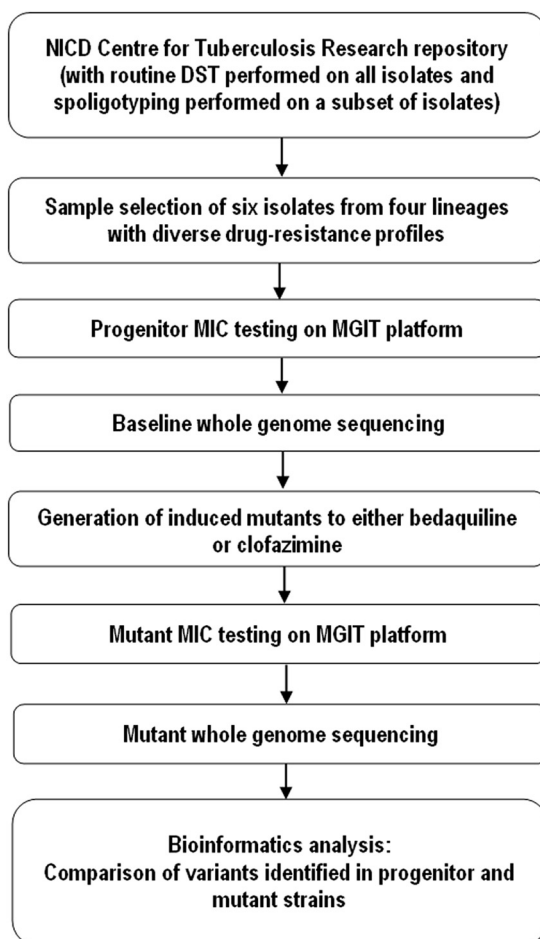 NICD Centre for Tuberculosis Research repository
(with routine DST performed on all isolates and
spoligotyping performed on a subset of isolates)
Sample selection of six isolates from four lineages
with diverse drug-resistance profiles
Progenitor MIC testing on MGIT platform
Baseline whole genome sequencing
Generation of induced mutants to either bedaquiline
or clofazimine
Mutant MIC testing on MGIT platform
Mutant whole genome sequencing
Bioinformatics analysis:
Comparison of variants identified in progenitor and
mutant strains